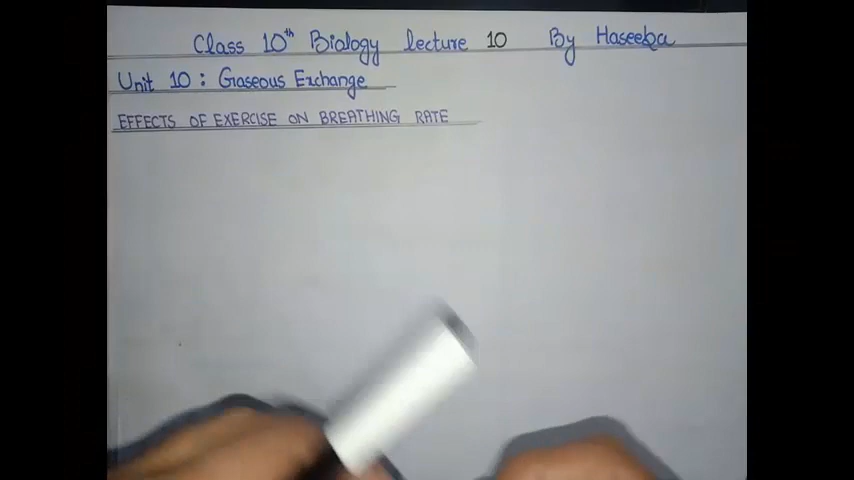 Class 10th Biology lecture 10 By Haseeba
Unit 10 : Gaseous Exchange
EFFECTS OF EXERCISE ON BREATHING RATE